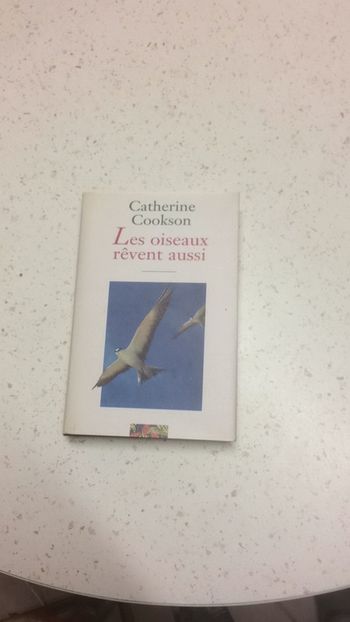 Catherine
Cookson
Les oiseaux
rêvent aussi